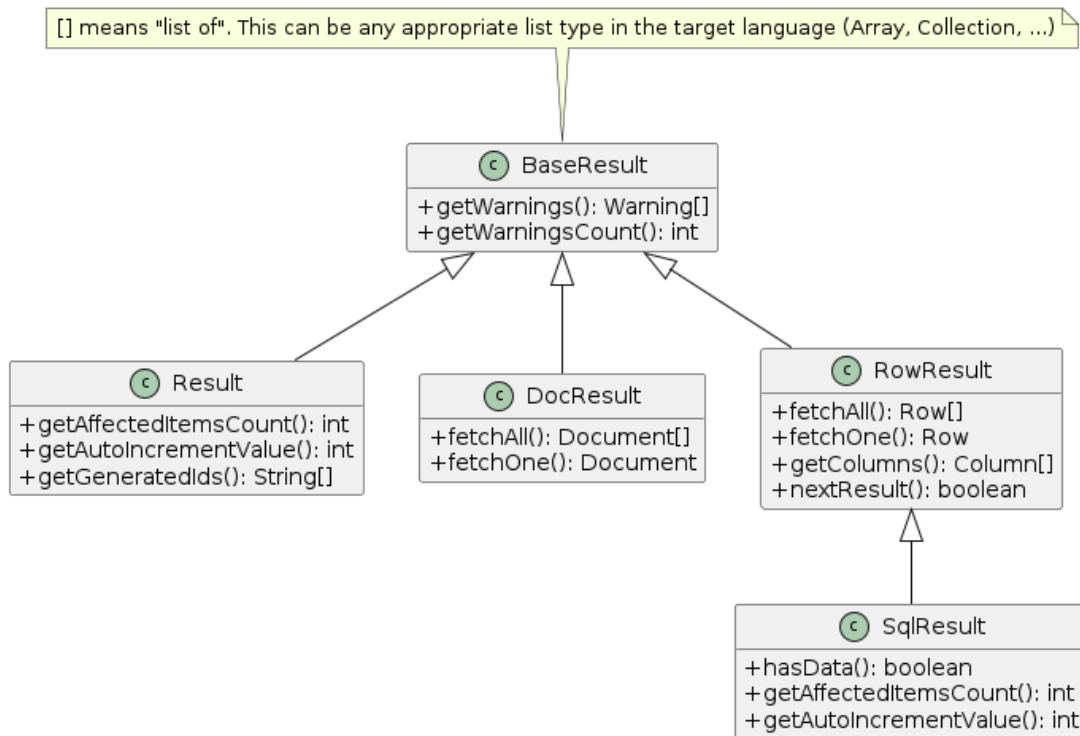 [] means "list of". This can be any appropriate list type in the target language (Array, Collection, ...)
C BaseResult
+getWarnings(): Warning[]
+getWarningsCount(): int
C Result
+getAffectedItemsCount(): int
+getAutoIncrementValue(): int
+getGeneratedIds(): String[]
C DocResult
+fetchAll(): Document[]
+fetchOne(): Document
C RowResult
+fetchAll(): Row[]
+fetchOne(): Row
+getColumns(): Column[]
+nextResult(): boolean
C SqlResult
+hasData(): boolean
+getAffectedItemsCount(): int
+getAutoIncrementValue(): int